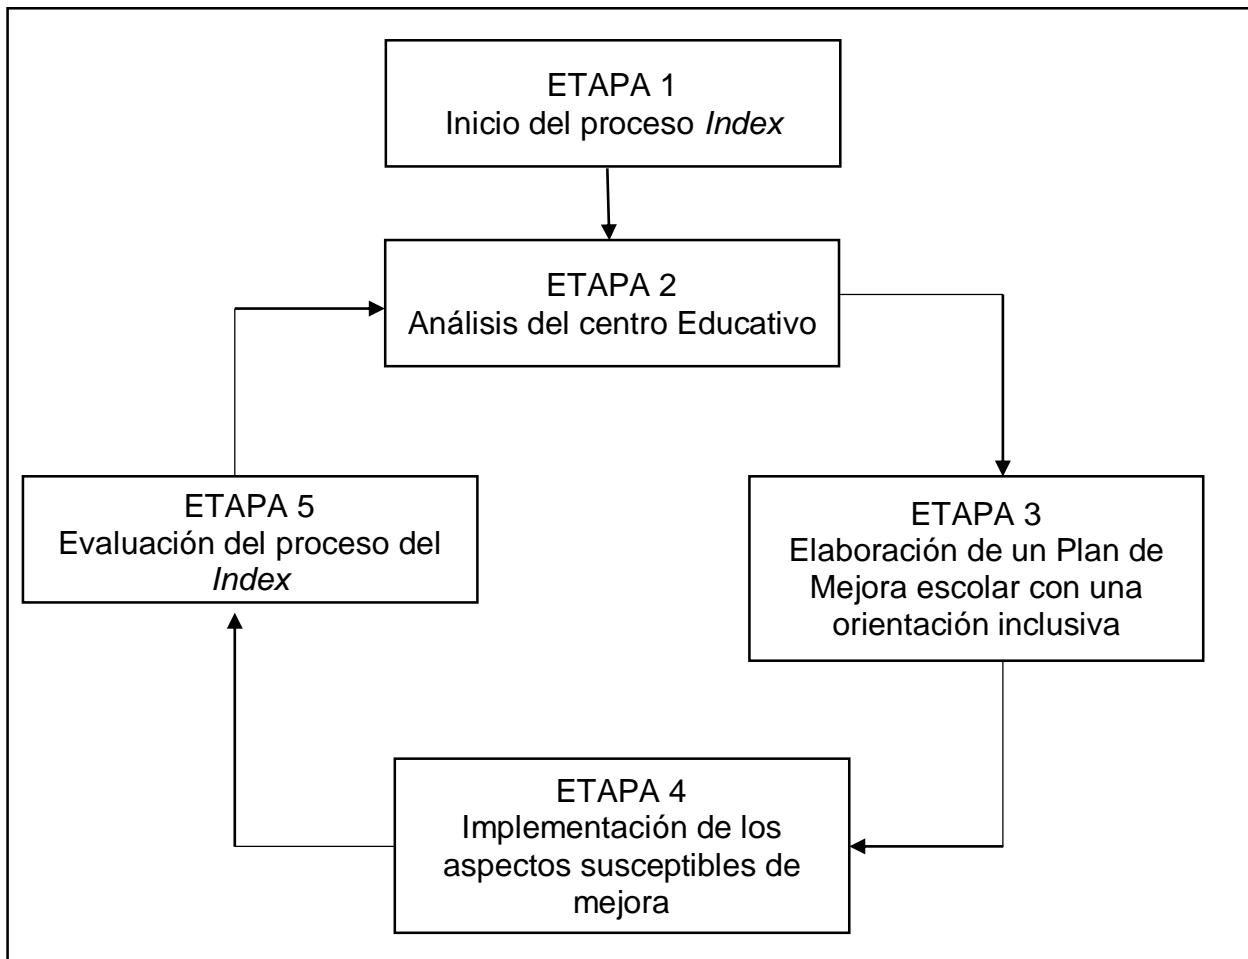 ETAPA 1
Inicio del proceso Index
ETAPA 2
Análisis del centro Educativo
ETAPA 3
Elaboración de un Plan de
Mejora escolar con una
orientación inclusiva
ETAPA 4
Implementación de los
aspectos susceptibles de
mejora
ETAPA 5
Evaluación del proceso del
Index